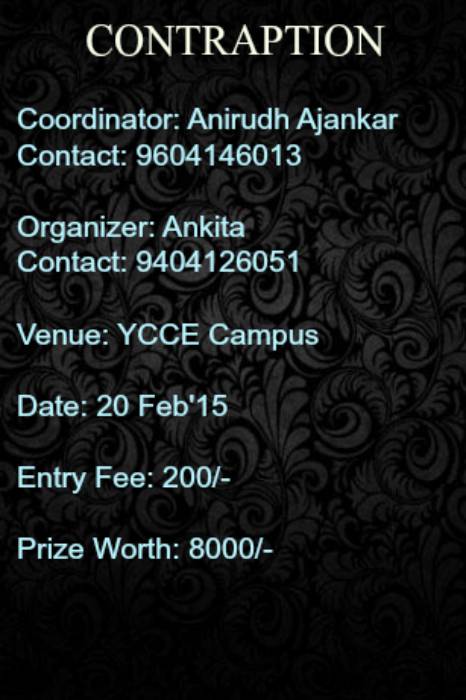 CONTRAPTION
Coordinator: Anirudh Ajankar
Contact: 9604146013
Organizer: Ankita
Contact: 9404126051
Venue: YCCE Campus
Date: 20 Feb'15
Entry Fee: 200/-
Prize Worth: 8000/-